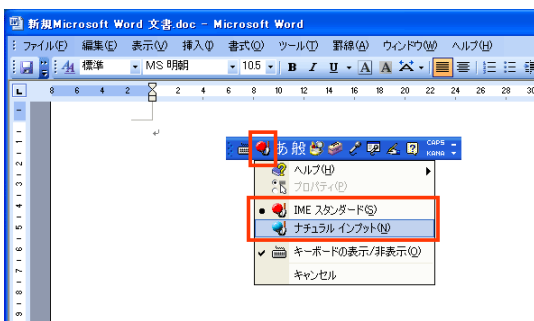 新規Microsoft Word 文書.doc - Microsoft Word
ファイル(F) 編集(E) 表示(V) 挿入(I) 書式(O) ツール(T) 罫線(A) ウィンドウ(W) ヘルプ(H)
標準 MS 明朝 10.5 B I U A A
L 8 6 4 2 2 4 6 8 10 12 14 16 18 20 22 24 26 28 30
あ 般 CAPS KANA
ヘルプ(H)
プロパティ(P)
IME スタンダード(S)
ナチュラル インプット(N)
キーボードの表示/非表示(O)
キャンセル